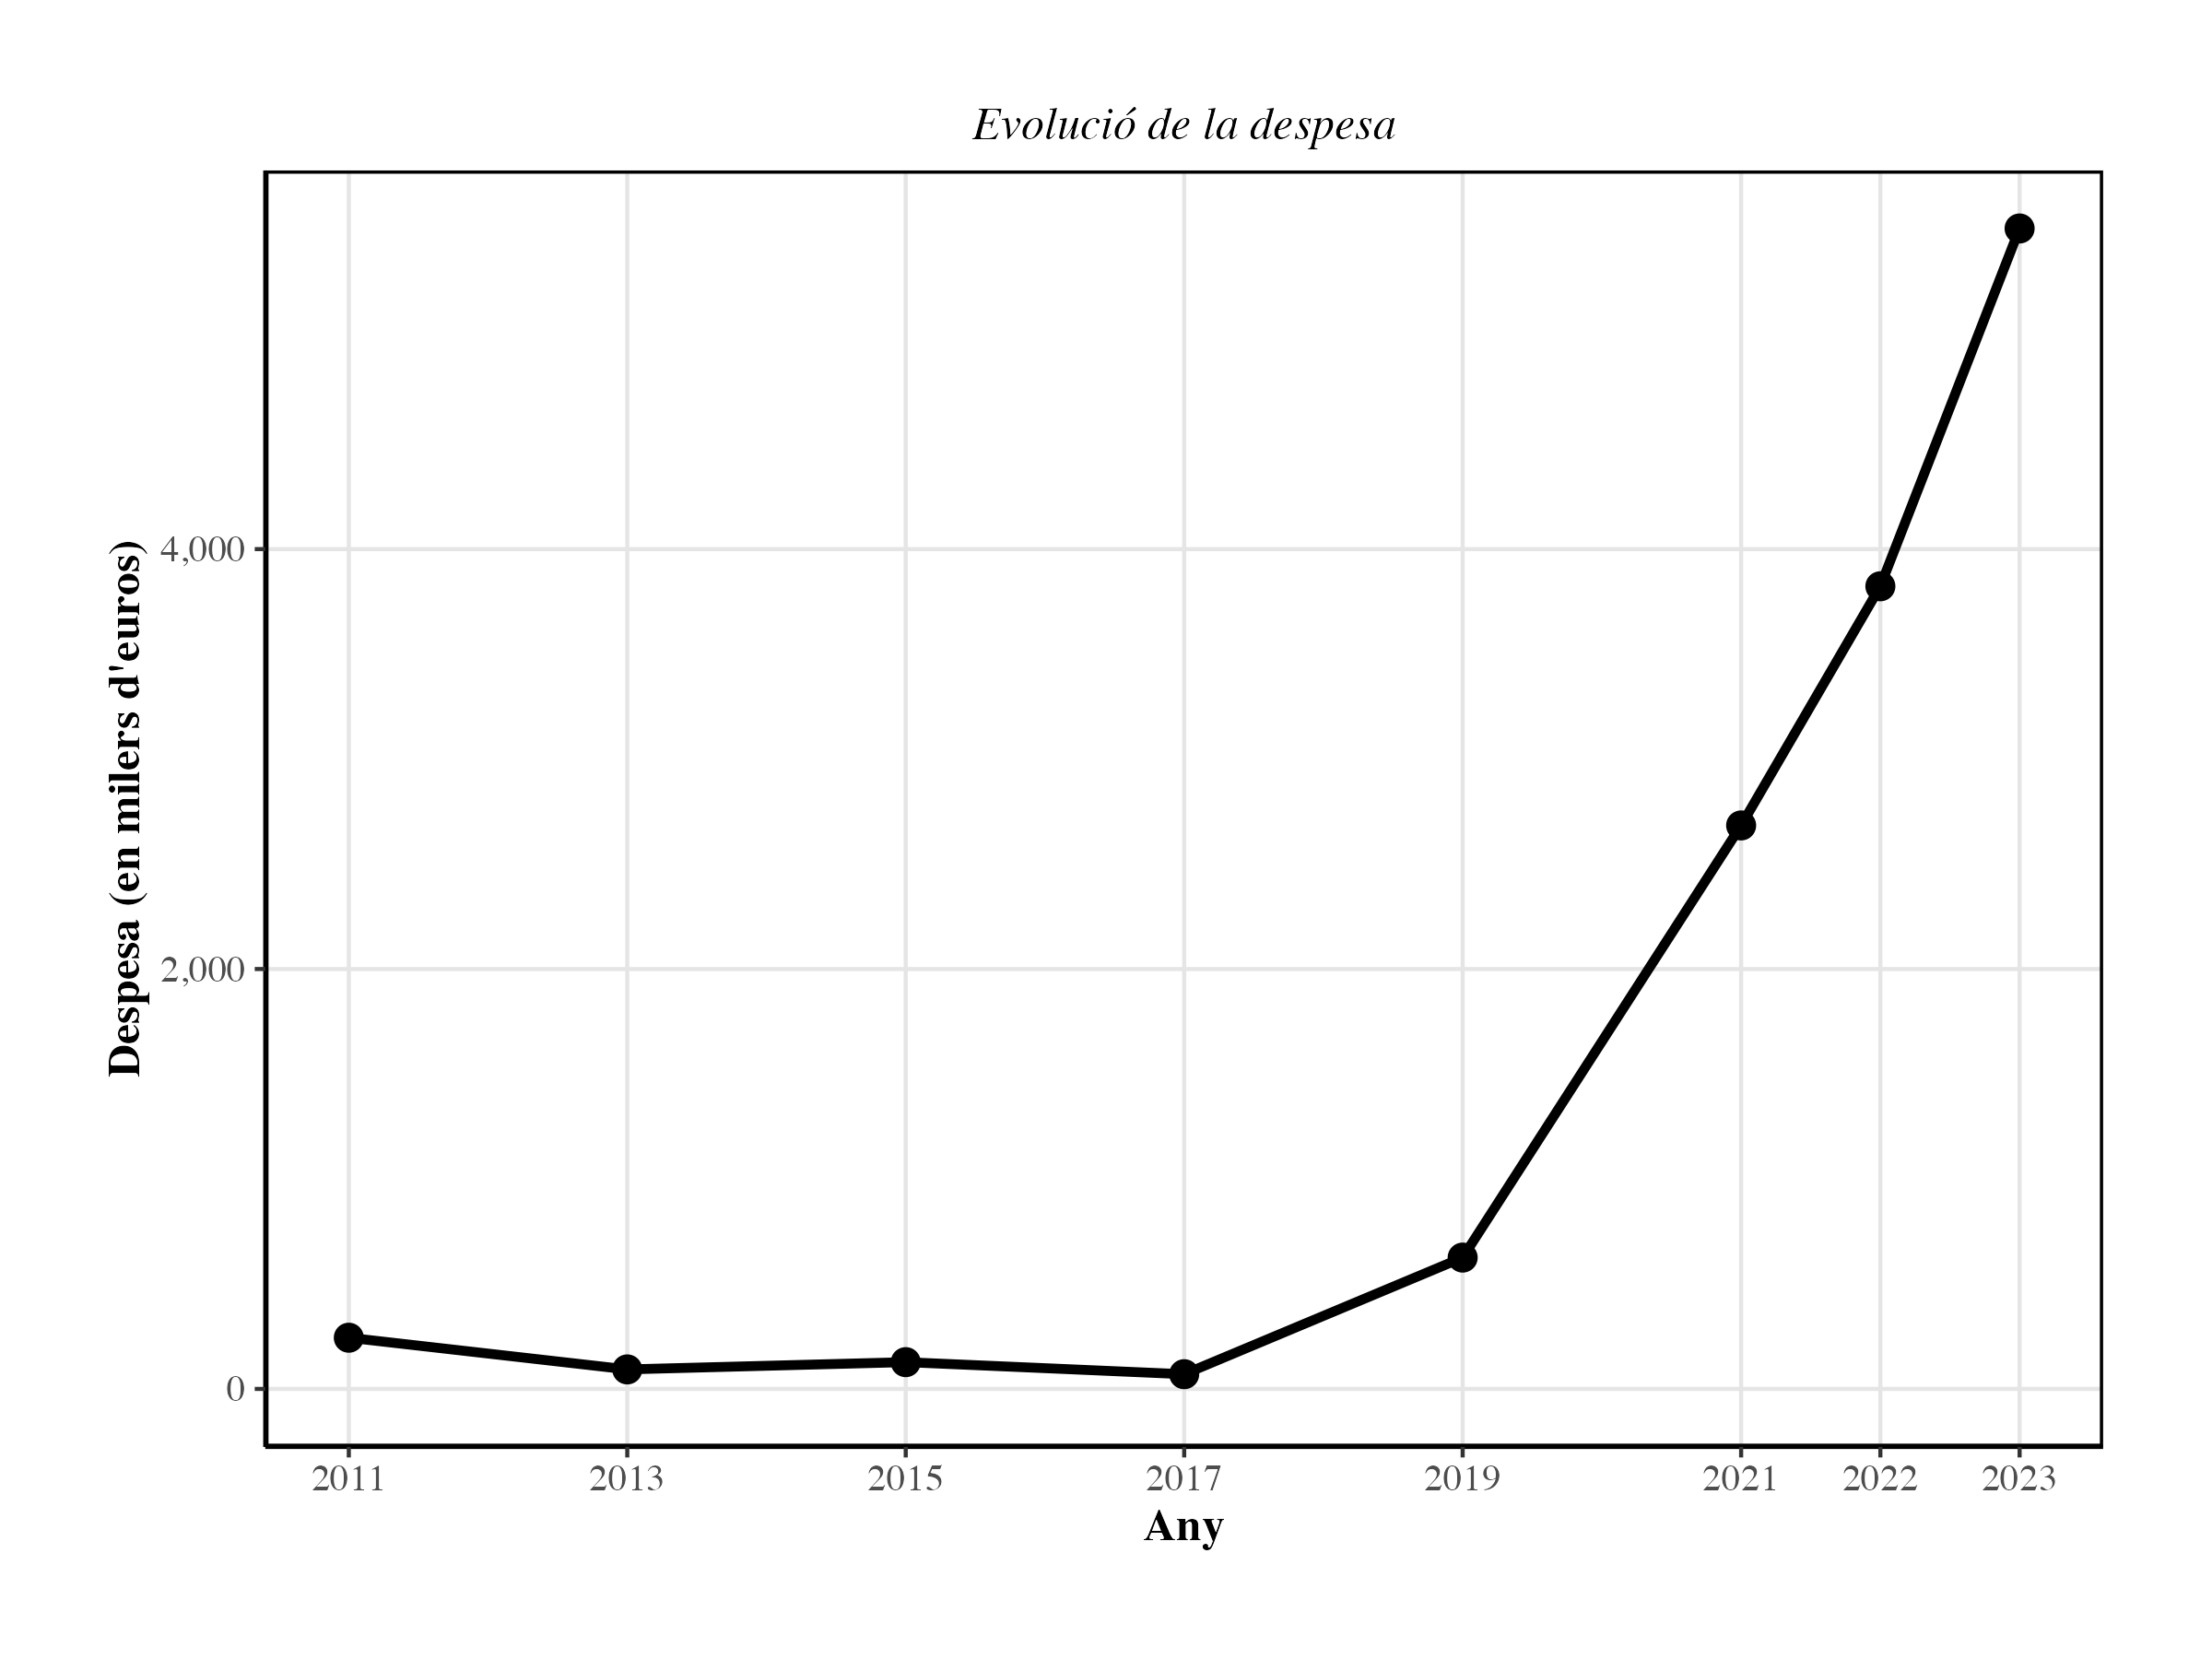 Evolució de la despesa
Despesa (en milers d'euros)
4,000
2,000
0
2011 2013 2015 2017 2019 2021 2022 2023
Any